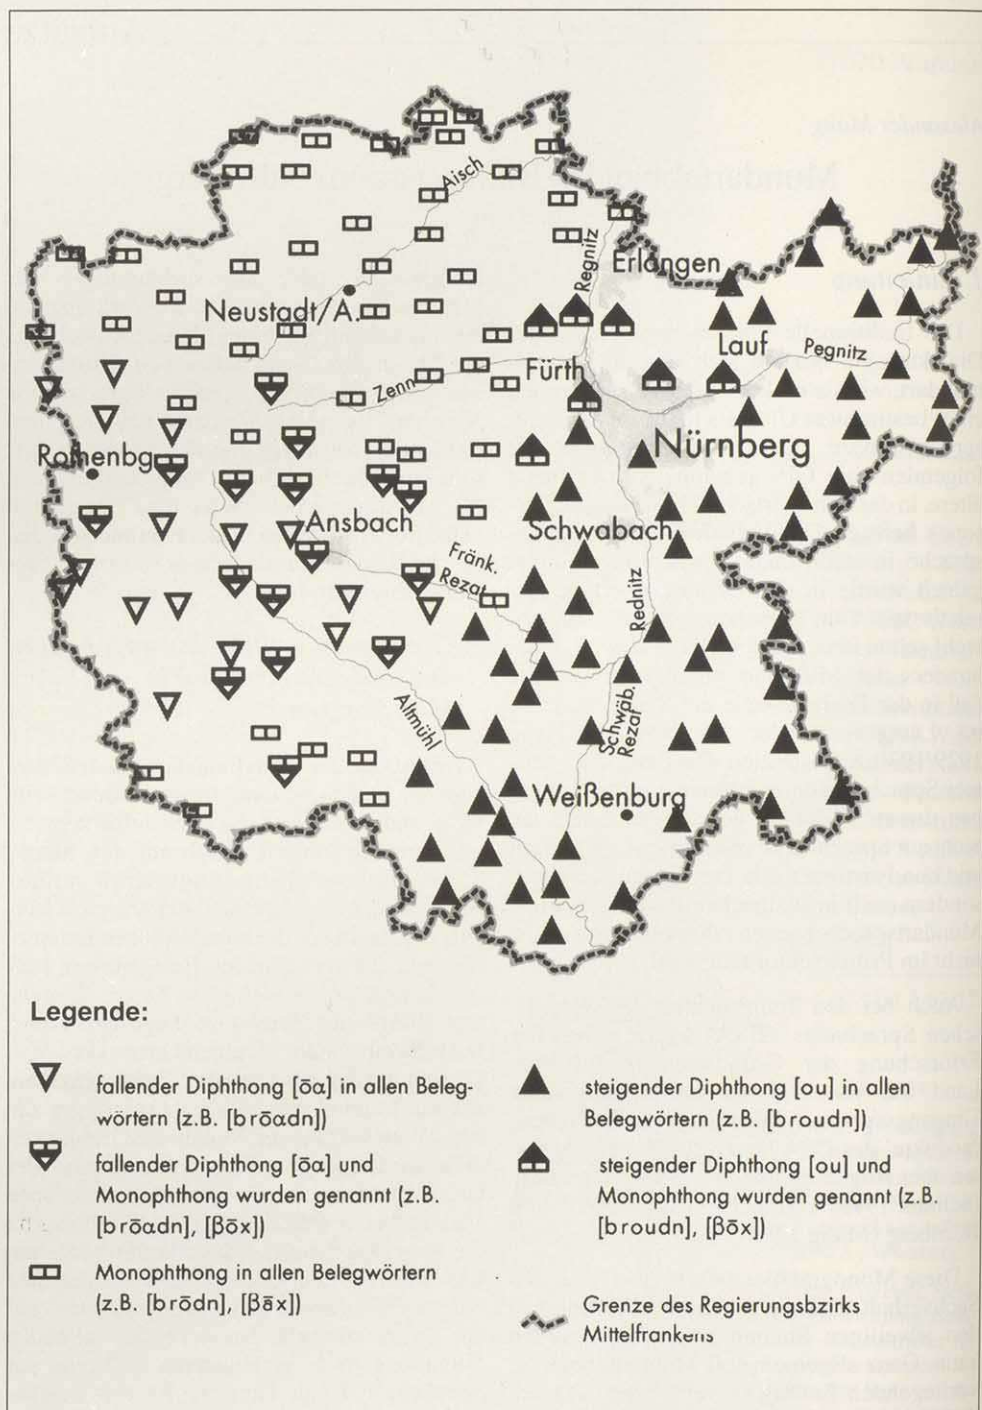 Aisch
Regnitz
Erlangen
Neustadt/A.
Lauf
Pegnitz
Fürth
Zenn
Nürnberg
Rothenbg.
Ansbach
Schwabach
Fränk.
Rezat
Rednitz
Altmühl
Schwäb.
Rezat
Weißenburg
Legende:
fallender Diphthong [ōɑ] in allen Beleg-
wörtern (z.B. [brōɑdn])
fallender Diphthong [ōɑ] und
Monophthong wurden genannt (z.B.
[brōɑdn], [βōx])
Monophthong in allen Belegwörtern
(z.B. [brōdn], [βāx])
steigender Diphthong [ou] in allen
Belegwörtern (z.B. [broudn])
steigender Diphthong [ou] und
Monophthong wurden genannt (z.B.
[broudn], [βōx])
Grenze des Regierungsbzirks
Mittelfrankens